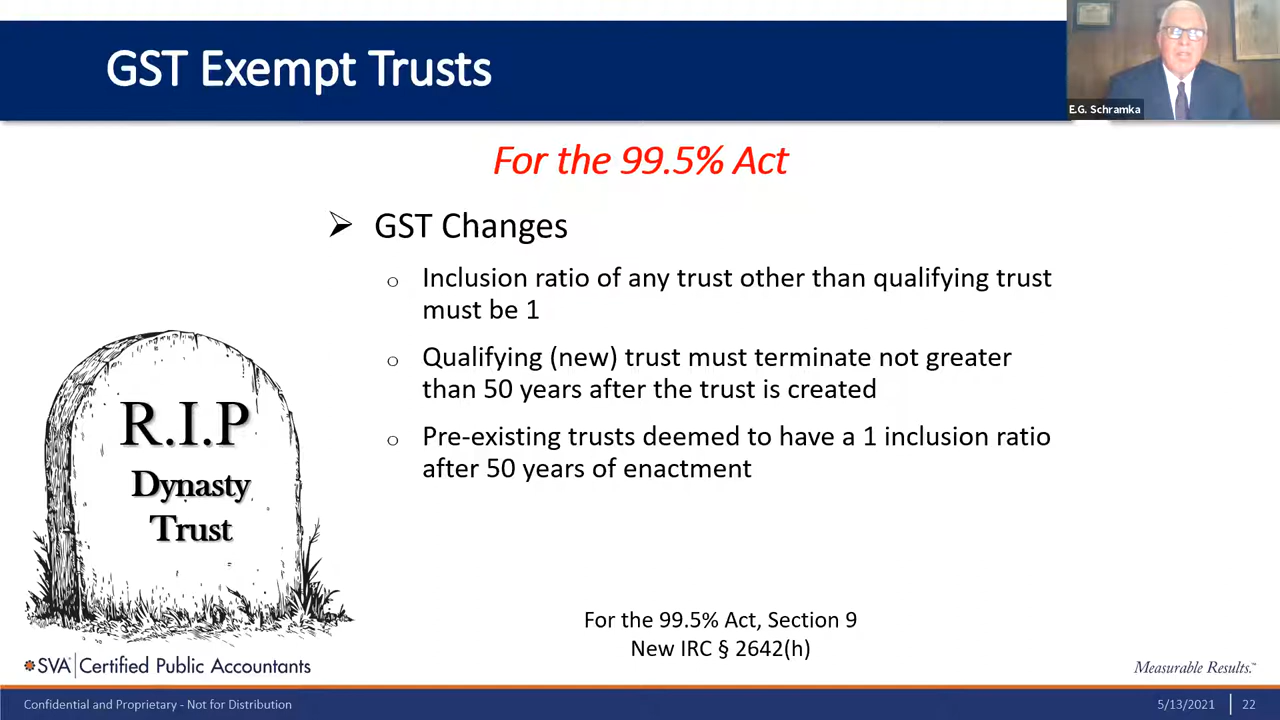 GST Exempt Trusts
E.G. Schramka
For the 99.5% Act
➢ GST Changes
o Inclusion ratio of any trust other than qualifying trust
must be 1
o Qualifying (new) trust must terminate not greater
than 50 years after the trust is created
o Pre-existing trusts deemed to have a 1 inclusion ratio
after 50 years of enactment
R.I.P
Dynasty
Trust
For the 99.5% Act, Section 9
New IRC § 2642(h)
SVA Certified Public Accountants
Measurable Results.™
Confidential and Proprietary - Not for Distribution
5/13/2021
22